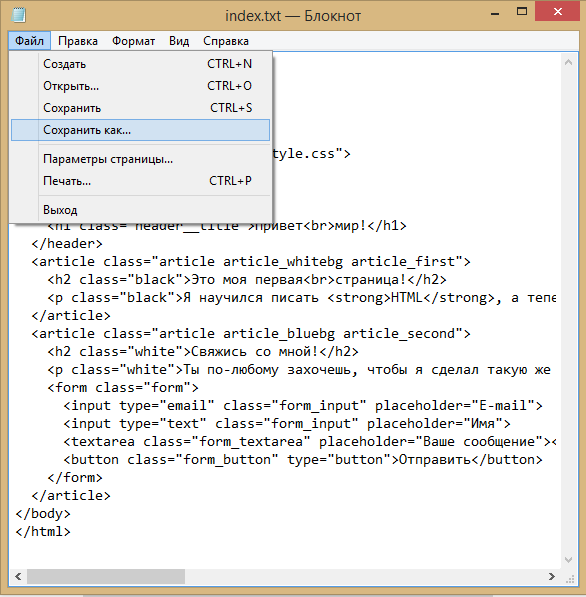 index.txt — Блокнот
Файл Правка Формат Вид Справка
Создать CTRL+N
Открыть... CTRL+O
Сохранить CTRL+S
Сохранить как...
Параметры страницы...
Печать... CTRL+P
Выход
tyle.css">
<h1 class="header__title">Привет<br>мир!</h1>
</header>
<article class="article article_whitebg article_first">
<h2 class="black">Это моя первая<br>страница!</h2>
<p class="black">Я научился писать <strong>HTML</strong>, а тепе
</article>
<article class="article article_bluebg article_second">
<h2 class="white">Свяжись со мной!</h2>
<p class="white">Ты по-любому захочешь, чтобы я сделал такую же
<form class="form">
<input type="email" class="form_input" placeholder="E-mail">
<input type="text" class="form_input" placeholder="Имя">
<textarea class="form_textarea" placeholder="Ваше сообщение"><
<button class="form_button" type="button">Отправить</button>
</form>
</article>
</body>
</html>